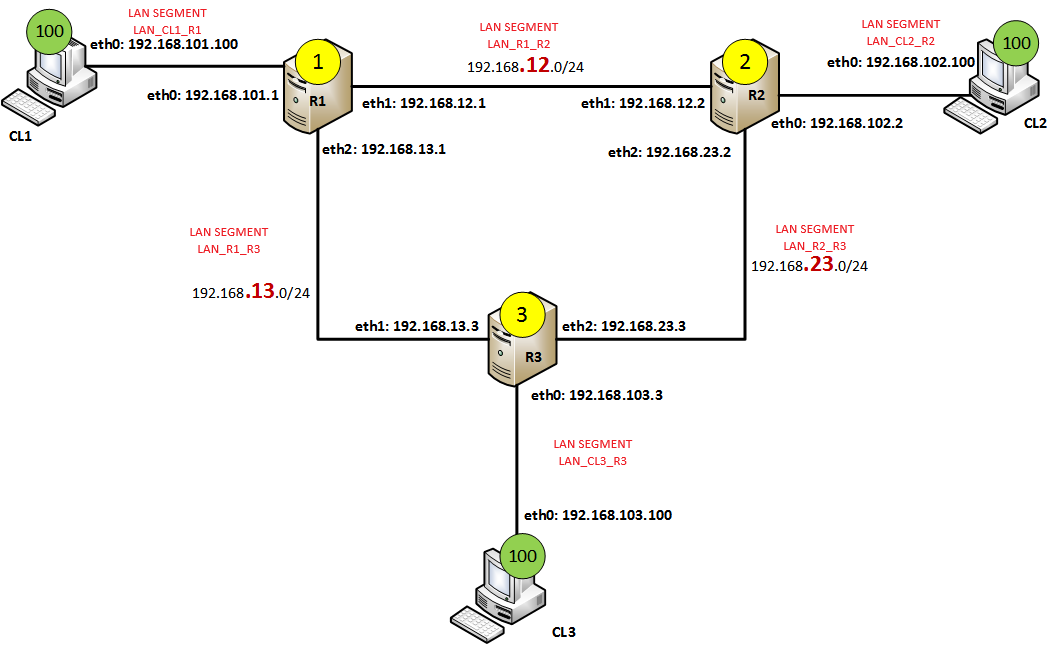 LAN SEGMENT
LAN_CL1_R1
100
eth0: 192.168.101.100
eth0: 192.168.101.1
CL1
1
R1
eth1: 192.168.12.1
eth2: 192.168.13.1
LAN SEGMENT
LAN_R1_R2
192.168.12.0/24
2
R2
eth1: 192.168.12.2
eth2: 192.168.23.2
LAN SEGMENT
LAN_CL2_R2
100
eth0: 192.168.102.100
eth0: 192.168.102.2
CL2
LAN SEGMENT
LAN_R1_R3
192.168.13.0/24
LAN SEGMENT
LAN_R2_R3
192.168.23.0/24
eth1: 192.168.13.3
3
R3
eth2: 192.168.23.3
eth0: 192.168.103.3
LAN SEGMENT
LAN_CL3_R3
eth0: 192.168.103.100
100
CL3